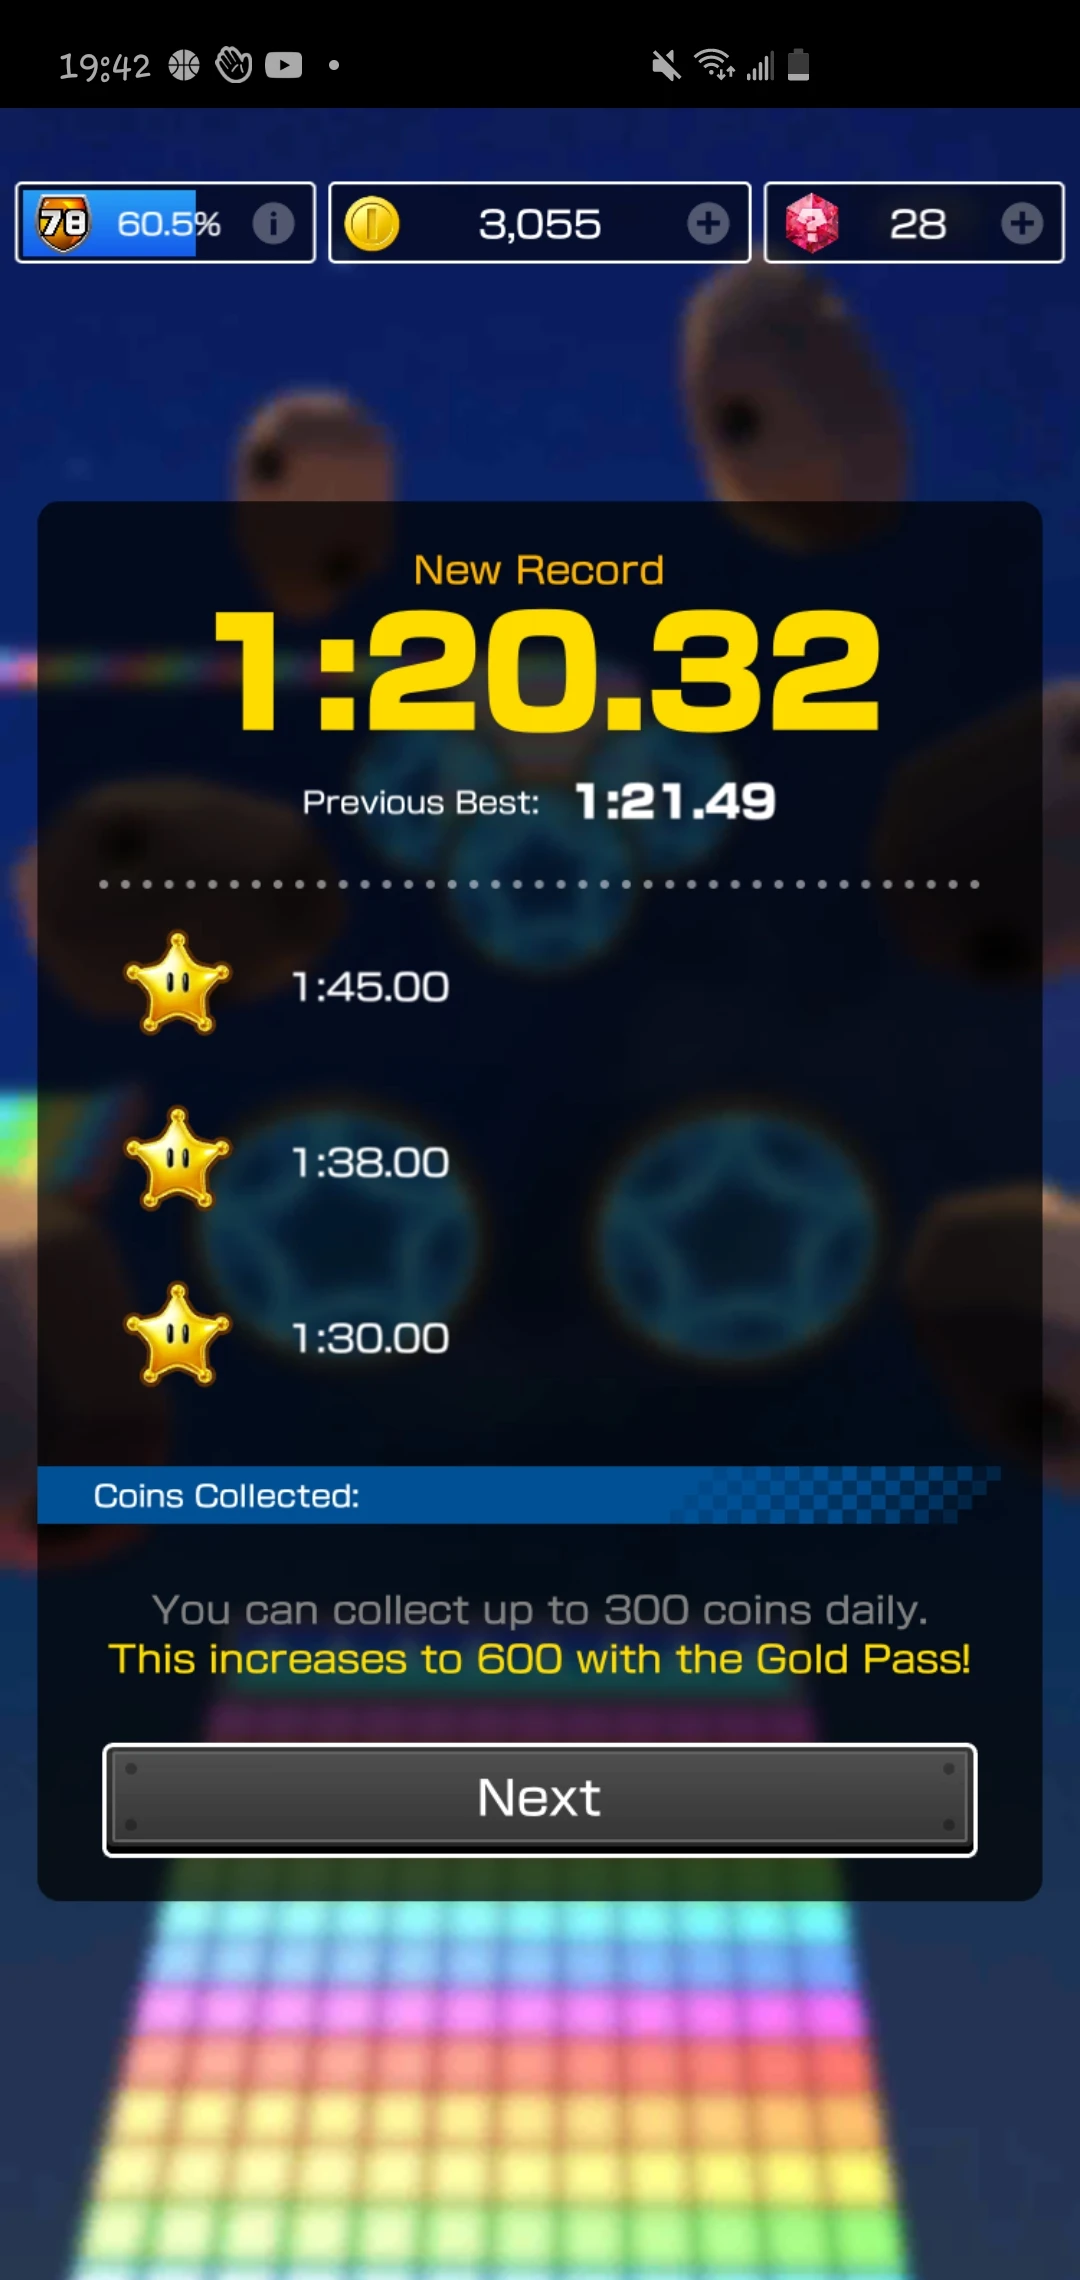 19:42
78 60.5% i 3,055 + ? 28 +
New Record
1:20.32
Previous Best: 1:21.49
1:45.00
1:38.00
1:30.00
Coins Collected:
You can collect up to 300 coins daily.
This increases to 600 with the Gold Pass!
Next